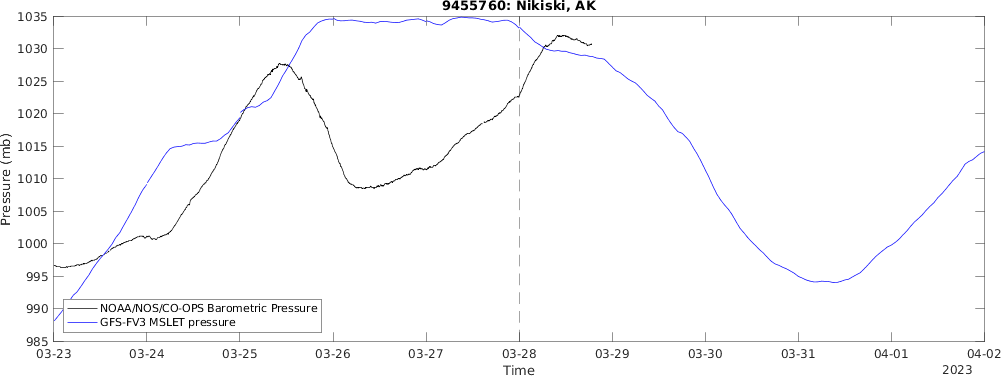 9455760: Nikiski, AK
1035
1030
1025
1020
1015
1010
1005
1000
995
990
985
Pressure (mb)
NOAA/NOS/CO-OPS Barometric Pressure
GFS-FV3 MSLET pressure
03-23 03-24 03-25 03-26 03-27 03-28 03-29 03-30 03-31 04-01 04-02
Time
2023